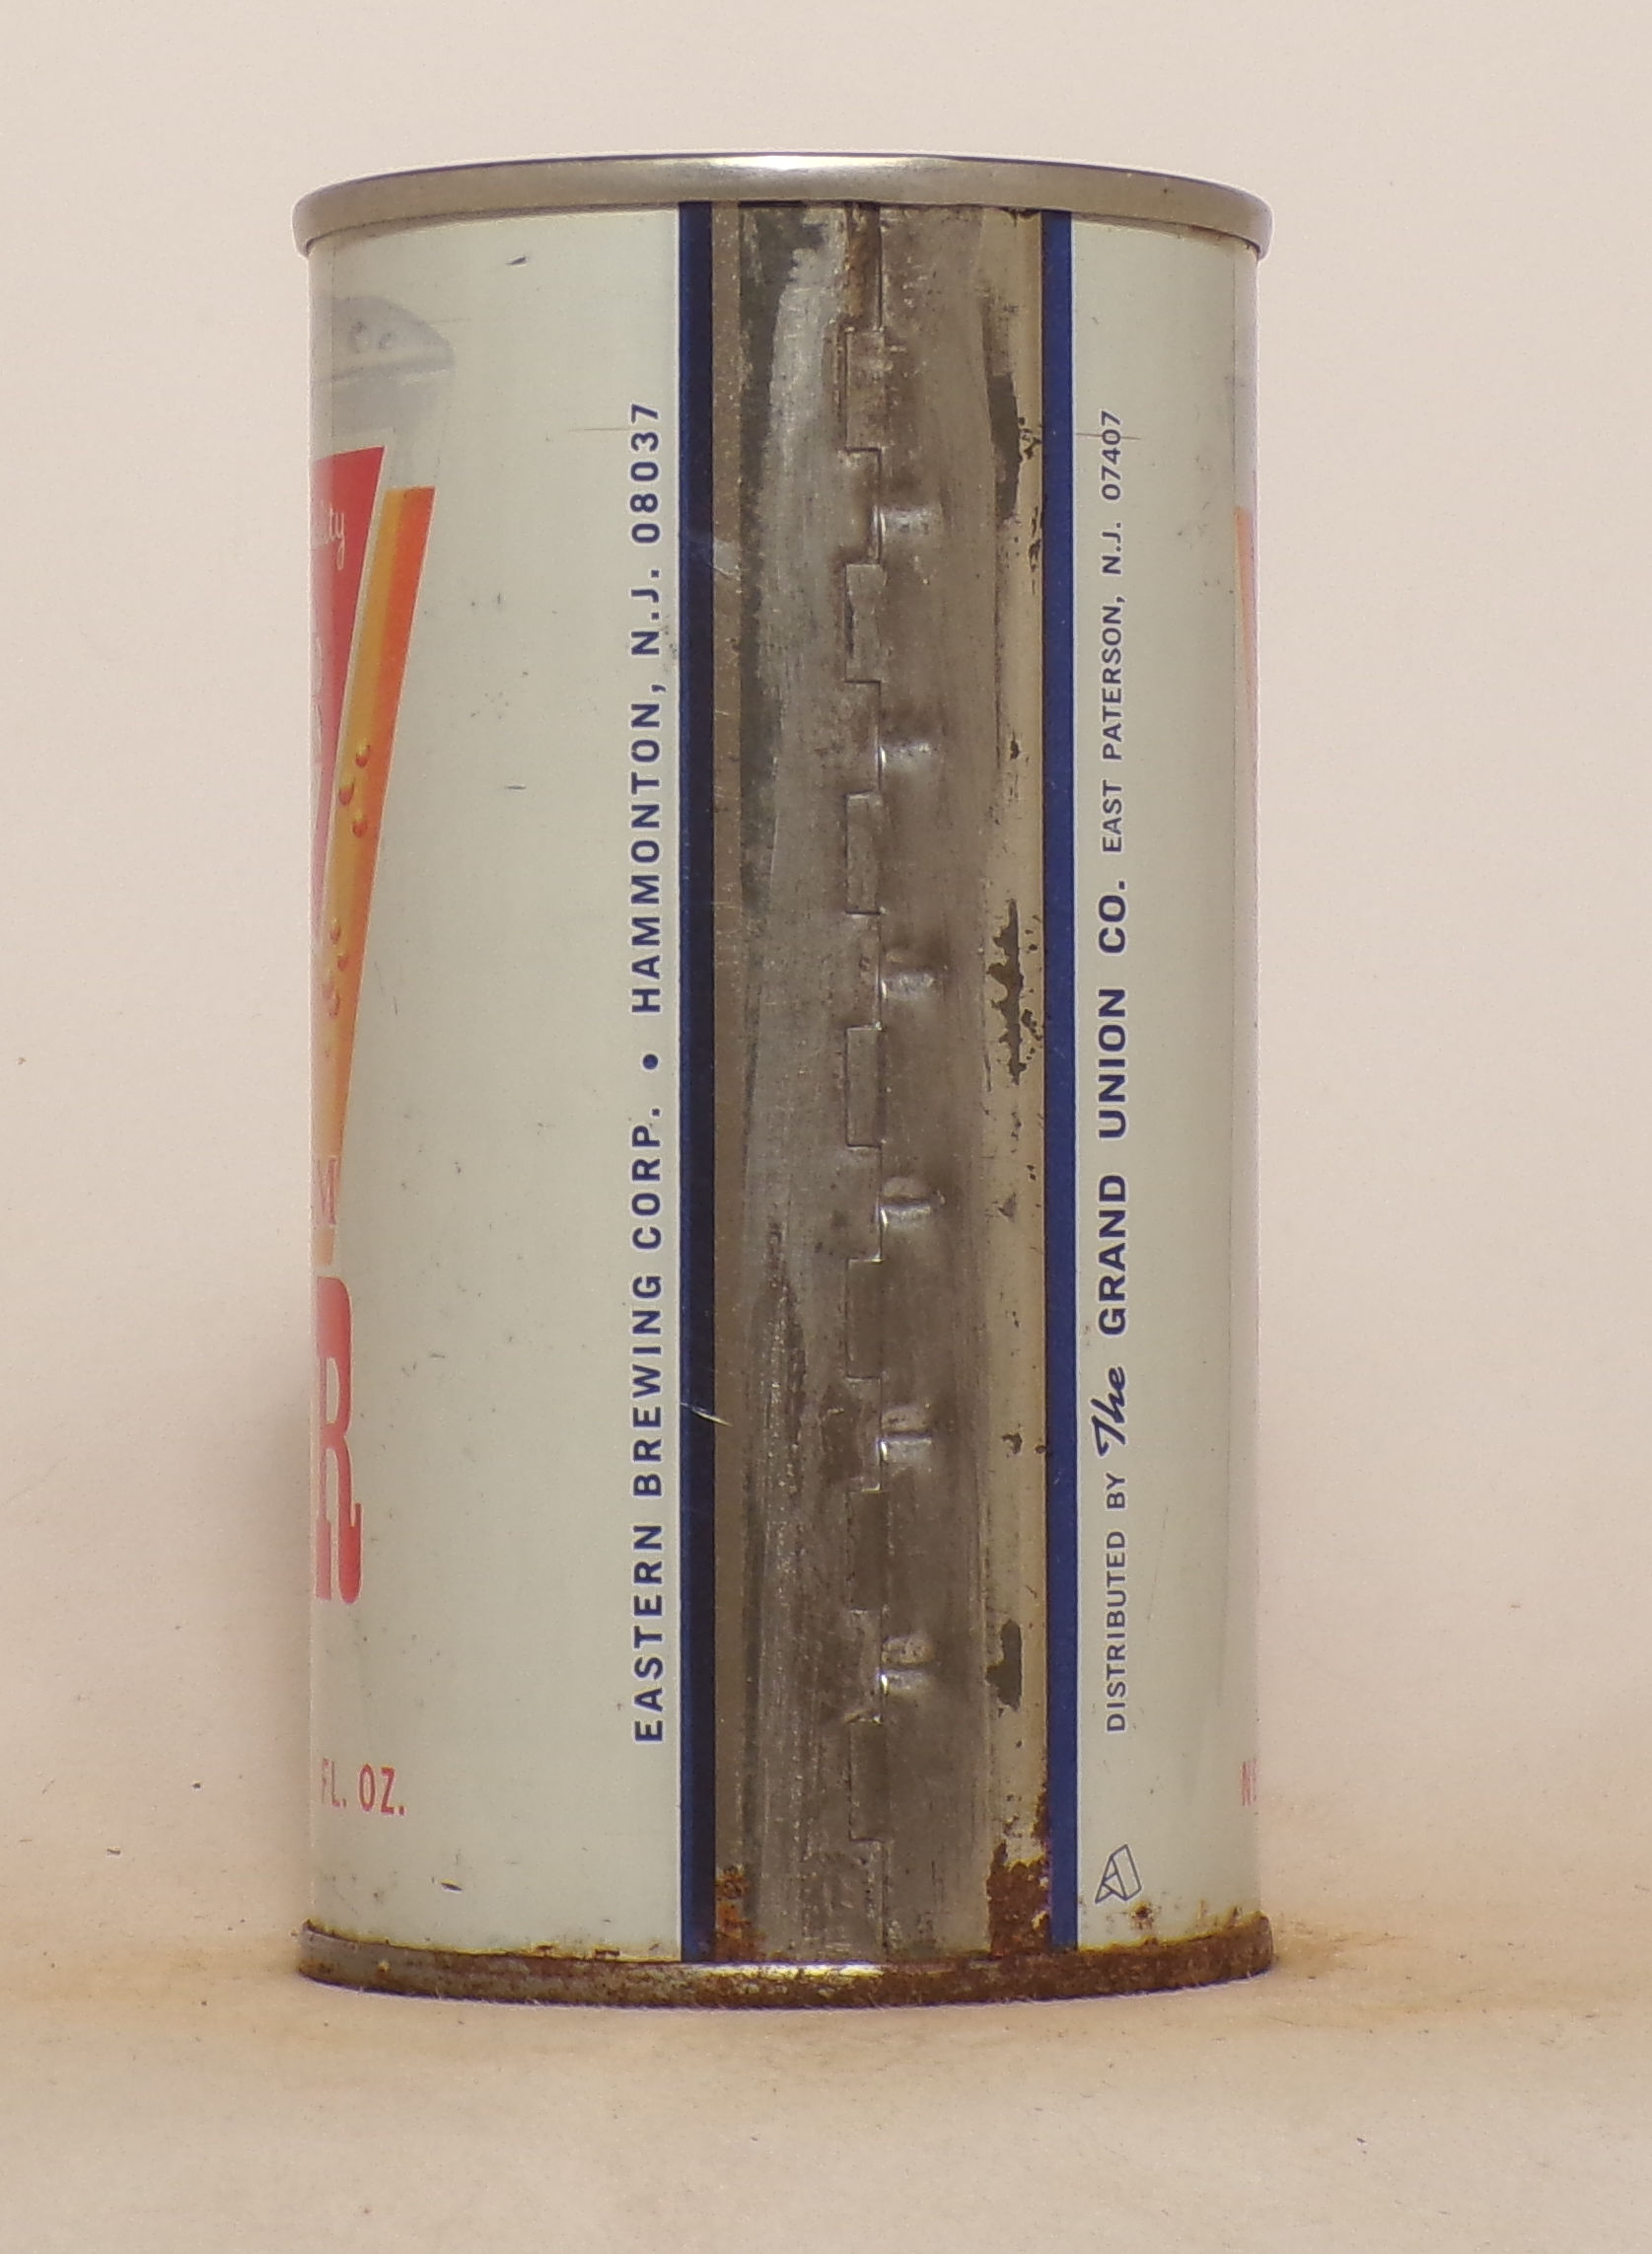 EASTERN BREWING CORP. • HAMMONTON, N.J. 08037
DISTRIBUTED BY The GRAND UNION CO. EAST PATERSON, N.J. 07407
R
FL. OZ.